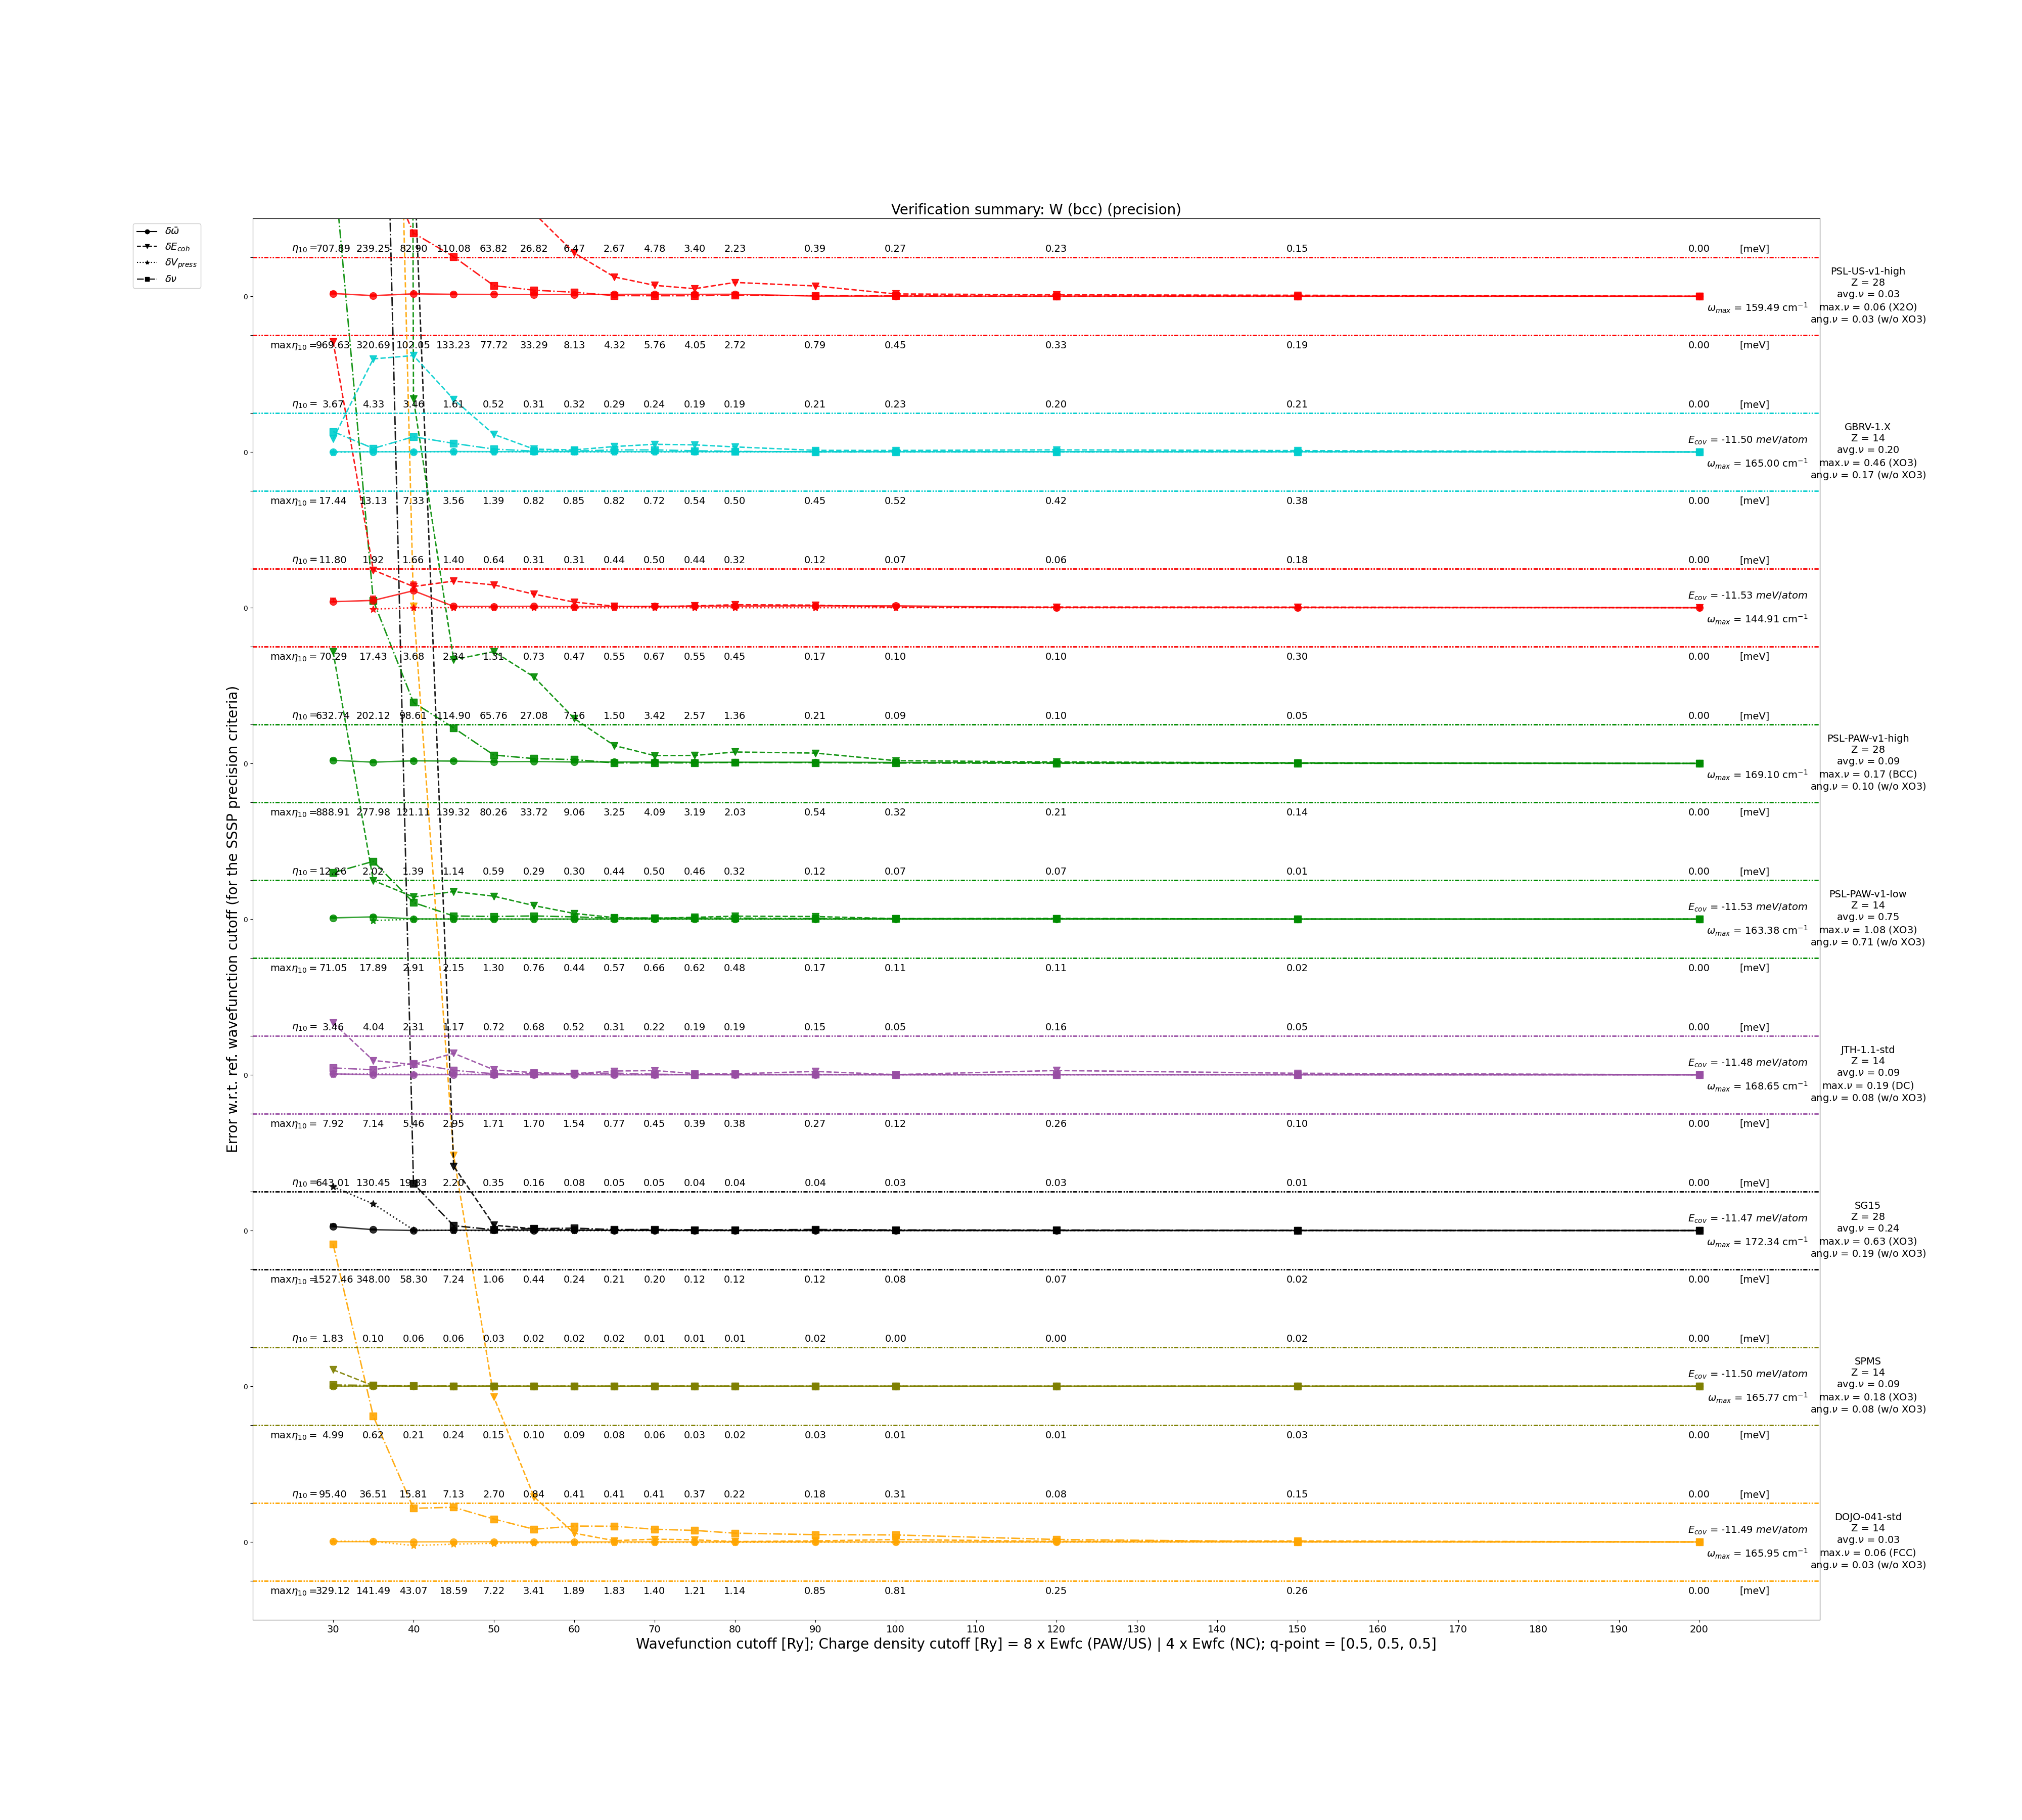 Verification summary: W (bcc) (precision)
δω̄
δE_coh
δV_press
δν
η₁₀ = 707.89 239.25 82.90 110.08 63.82 26.82 6.47 2.67 4.78 3.40 2.23 0.39 0.27 0.23 0.15 0.00 [meV]
0
PSL-US-v1-high
Z = 28
avg.ν = 0.03
ω_max = 159.49 cm⁻¹ max.ν = 0.06 (X2O)
ang.ν = 0.03 (w/o XO3)
maxη₁₀ = 969.63 320.69 102.05 133.23 77.72 33.29 8.13 4.32 5.76 4.05 2.72 0.79 0.45 0.33 0.19 0.00 [meV]
η₁₀ = 3.67 4.33 3.46 1.61 0.52 0.31 0.32 0.29 0.24 0.19 0.19 0.21 0.23 0.20 0.21 0.00 [meV]
0
GBRV-1.X
Z = 14
E_cov = -11.50 meV/atom
avg.ν = 0.20
ω_max = 165.00 cm⁻¹ max.ν = 0.46 (XO3)
ang.ν = 0.17 (w/o XO3)
maxη₁₀ = 17.44 13.13 7.33 3.56 1.39 0.82 0.85 0.82 0.72 0.54 0.50 0.45 0.52 0.42 0.38 0.00 [meV]
η₁₀ = 11.80 1.92 1.66 1.40 0.64 0.31 0.31 0.44 0.50 0.44 0.32 0.12 0.07 0.06 0.18 0.00 [meV]
0
E_cov = -11.53 meV/atom
ω_max = 144.91 cm⁻¹
maxη₁₀ = 70.29 17.43 3.68 2.34 1.31 0.73 0.47 0.55 0.67 0.55 0.45 0.17 0.10 0.10 0.30 0.00 [meV]
η₁₀ = 632.74 202.12 98.61 114.90 65.76 27.08 7.16 1.50 3.42 2.57 1.36 0.21 0.09 0.10 0.05 0.00 [meV]
0
PSL-PAW-v1-high
Z = 28
avg.ν = 0.09
ω_max = 169.10 cm⁻¹ max.ν = 0.17 (BCC)
ang.ν = 0.10 (w/o XO3)
maxη₁₀ = 888.91 277.98 121.11 139.32 80.26 33.72 9.06 3.25 4.09 3.19 2.03 0.54 0.32 0.21 0.14 0.00 [meV]
η₁₀ = 12.26 2.02 1.39 1.14 0.59 0.29 0.30 0.44 0.50 0.46 0.32 0.12 0.07 0.07 0.01 0.00 [meV]
0
PSL-PAW-v1-low
Z = 14
E_cov = -11.53 meV/atom
avg.ν = 0.75
ω_max = 163.38 cm⁻¹ max.ν = 1.08 (XO3)
ang.ν = 0.71 (w/o XO3)
maxη₁₀ = 71.05 17.89 2.91 2.15 1.30 0.76 0.44 0.57 0.66 0.62 0.48 0.17 0.11 0.11 0.02 0.00 [meV]
η₁₀ = 3.46 4.04 2.31 1.17 0.72 0.68 0.52 0.31 0.22 0.19 0.19 0.15 0.05 0.16 0.05 0.00 [meV]
0
JTH-1.1-std
Z = 14
E_cov = -11.48 meV/atom
avg.ν = 0.09
ω_max = 168.65 cm⁻¹ max.ν = 0.19 (DC)
ang.ν = 0.08 (w/o XO3)
maxη₁₀ = 7.92 7.14 5.46 2.95 1.71 1.70 1.54 0.77 0.45 0.39 0.38 0.27 0.12 0.26 0.10 0.00 [meV]
η₁₀ = 643.01 130.45 19.83 2.20 0.35 0.16 0.08 0.05 0.05 0.04 0.04 0.04 0.03 0.03 0.01 0.00 [meV]
0
SG15
Z = 28
E_cov = -11.47 meV/atom
avg.ν = 0.24
ω_max = 172.34 cm⁻¹ max.ν = 0.63 (XO3)
ang.ν = 0.19 (w/o XO3)
maxη₁₀ = 1527.46 348.00 58.30 7.24 1.06 0.44 0.24 0.21 0.20 0.12 0.12 0.12 0.08 0.07 0.02 0.00 [meV]
η₁₀ = 1.83 0.10 0.06 0.06 0.03 0.02 0.02 0.02 0.01 0.01 0.01 0.02 0.00 0.00 0.02 0.00 [meV]
0
SPMS
Z = 14
E_cov = -11.50 meV/atom
avg.ν = 0.09
ω_max = 165.77 cm⁻¹ max.ν = 0.18 (XO3)
ang.ν = 0.08 (w/o XO3)
maxη₁₀ = 4.99 0.62 0.21 0.24 0.15 0.10 0.09 0.08 0.06 0.03 0.02 0.03 0.01 0.01 0.03 0.00 [meV]
η₁₀ = 95.40 36.51 15.81 7.13 2.70 0.84 0.41 0.41 0.41 0.37 0.22 0.18 0.31 0.08 0.15 0.00 [meV]
0
DOJO-041-std
Z = 14
E_cov = -11.49 meV/atom
avg.ν = 0.03
ω_max = 165.95 cm⁻¹ max.ν = 0.06 (FCC)
ang.ν = 0.03 (w/o XO3)
maxη₁₀ = 329.12 141.49 43.07 18.59 7.22 3.41 1.89 1.83 1.40 1.21 1.14 0.85 0.81 0.25 0.26 0.00 [meV]
30 40 50 60 70 80 90 100 110 120 130 140 150 160 170 180 190 200
Wavefunction cutoff [Ry]; Charge density cutoff [Ry] = 8 x Ewfc (PAW/US) | 4 x Ewfc (NC); q-point = [0.5, 0.5, 0.5]
Error w.r.t. ref. wavefunction cutoff (for the SSSP precision criteria)